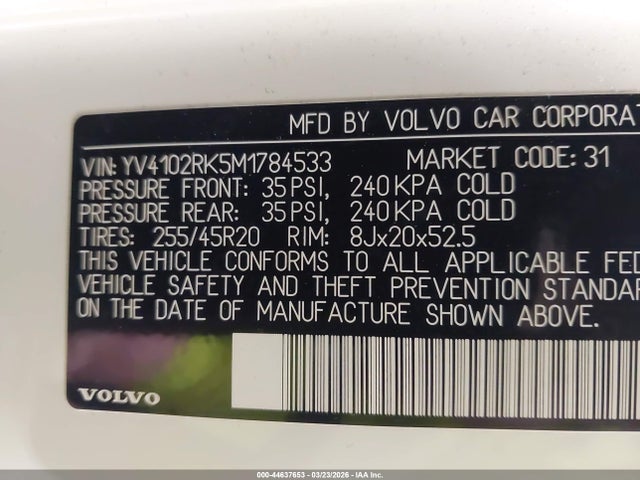 MFD BY VOLVO CAR CORPORAT
VIN: YV4102RK5M1784533 MARKET CODE: 31
PRESSURE FRONT: 35 PSI, 240 KPA COLD
PRESSURE REAR: 35 PSI, 240 KPA COLD
TIRES: 255/45R20 RIM: 8Jx20x52.5
THIS VEHICLE CONFORMS TO ALL APPLICABLE FED
VEHICLE SAFETY AND THEFT PREVENTION STANDAR
ON THE DATE OF MANUFACTURE SHOWN ABOVE.
VOLVO
000-44637653 | 03/23/2026 - IAA Inc.